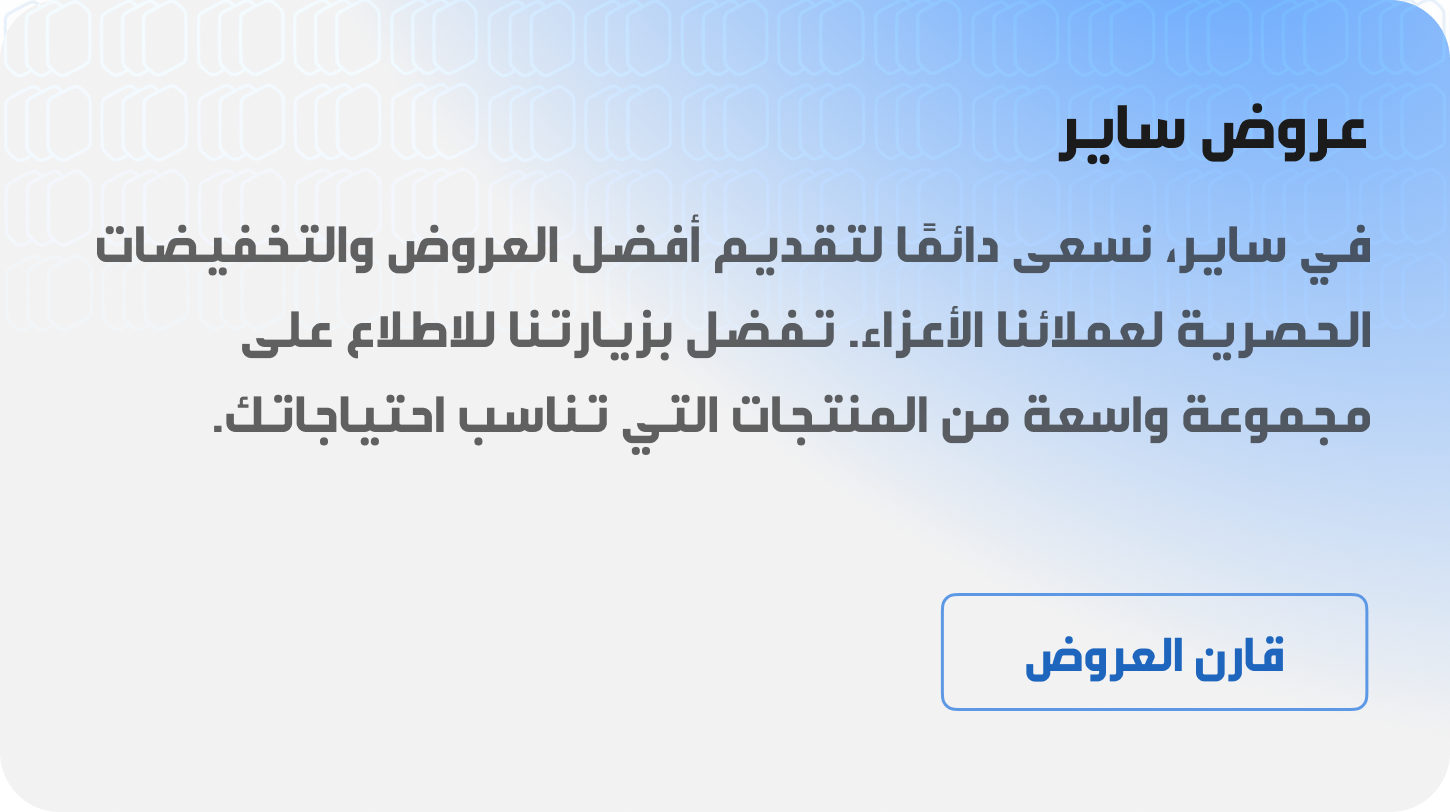 عروض ساير
في ساير، نسعى دائمًا لتقديم أفضل العروض والتخفيضات
الحصرية لعملائنا الأعزاء. تفضل بزيارتنا للاطلاع على
مجموعة واسعة من المنتجات التي تناسب احتياجاتك.
قارن العروض